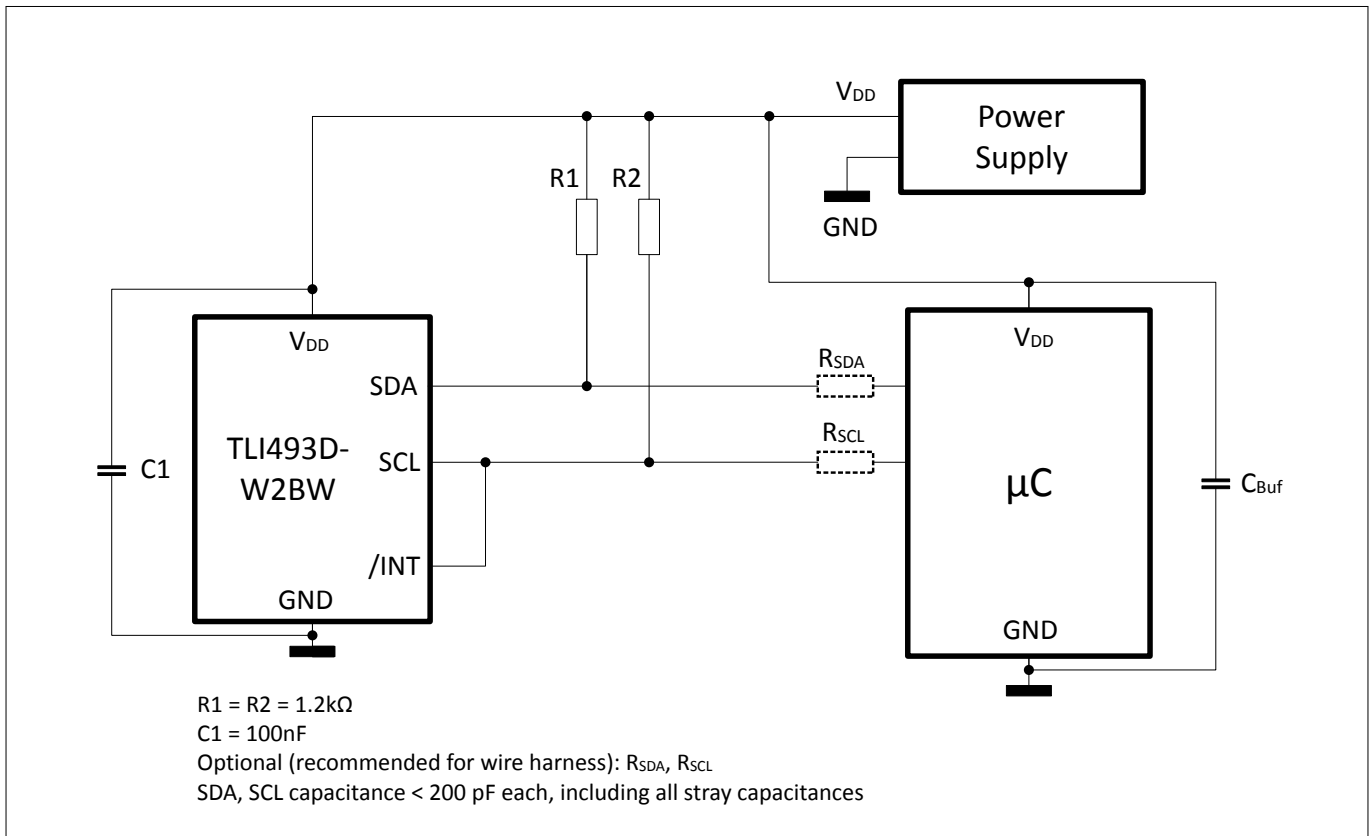 VDD
Power
Supply
R1
R2
GND
VDD
VDD
RSDA
SDA
RSCL
TLI493D-
W2BW
SCL
C1
µC
CBuf
/INT
GND
GND
R1 = R2 = 1.2kΩ
C1 = 100nF
Optional (recommended for wire harness): RSDA, RSCL
SDA, SCL capacitance < 200 pF each, including all stray capacitances